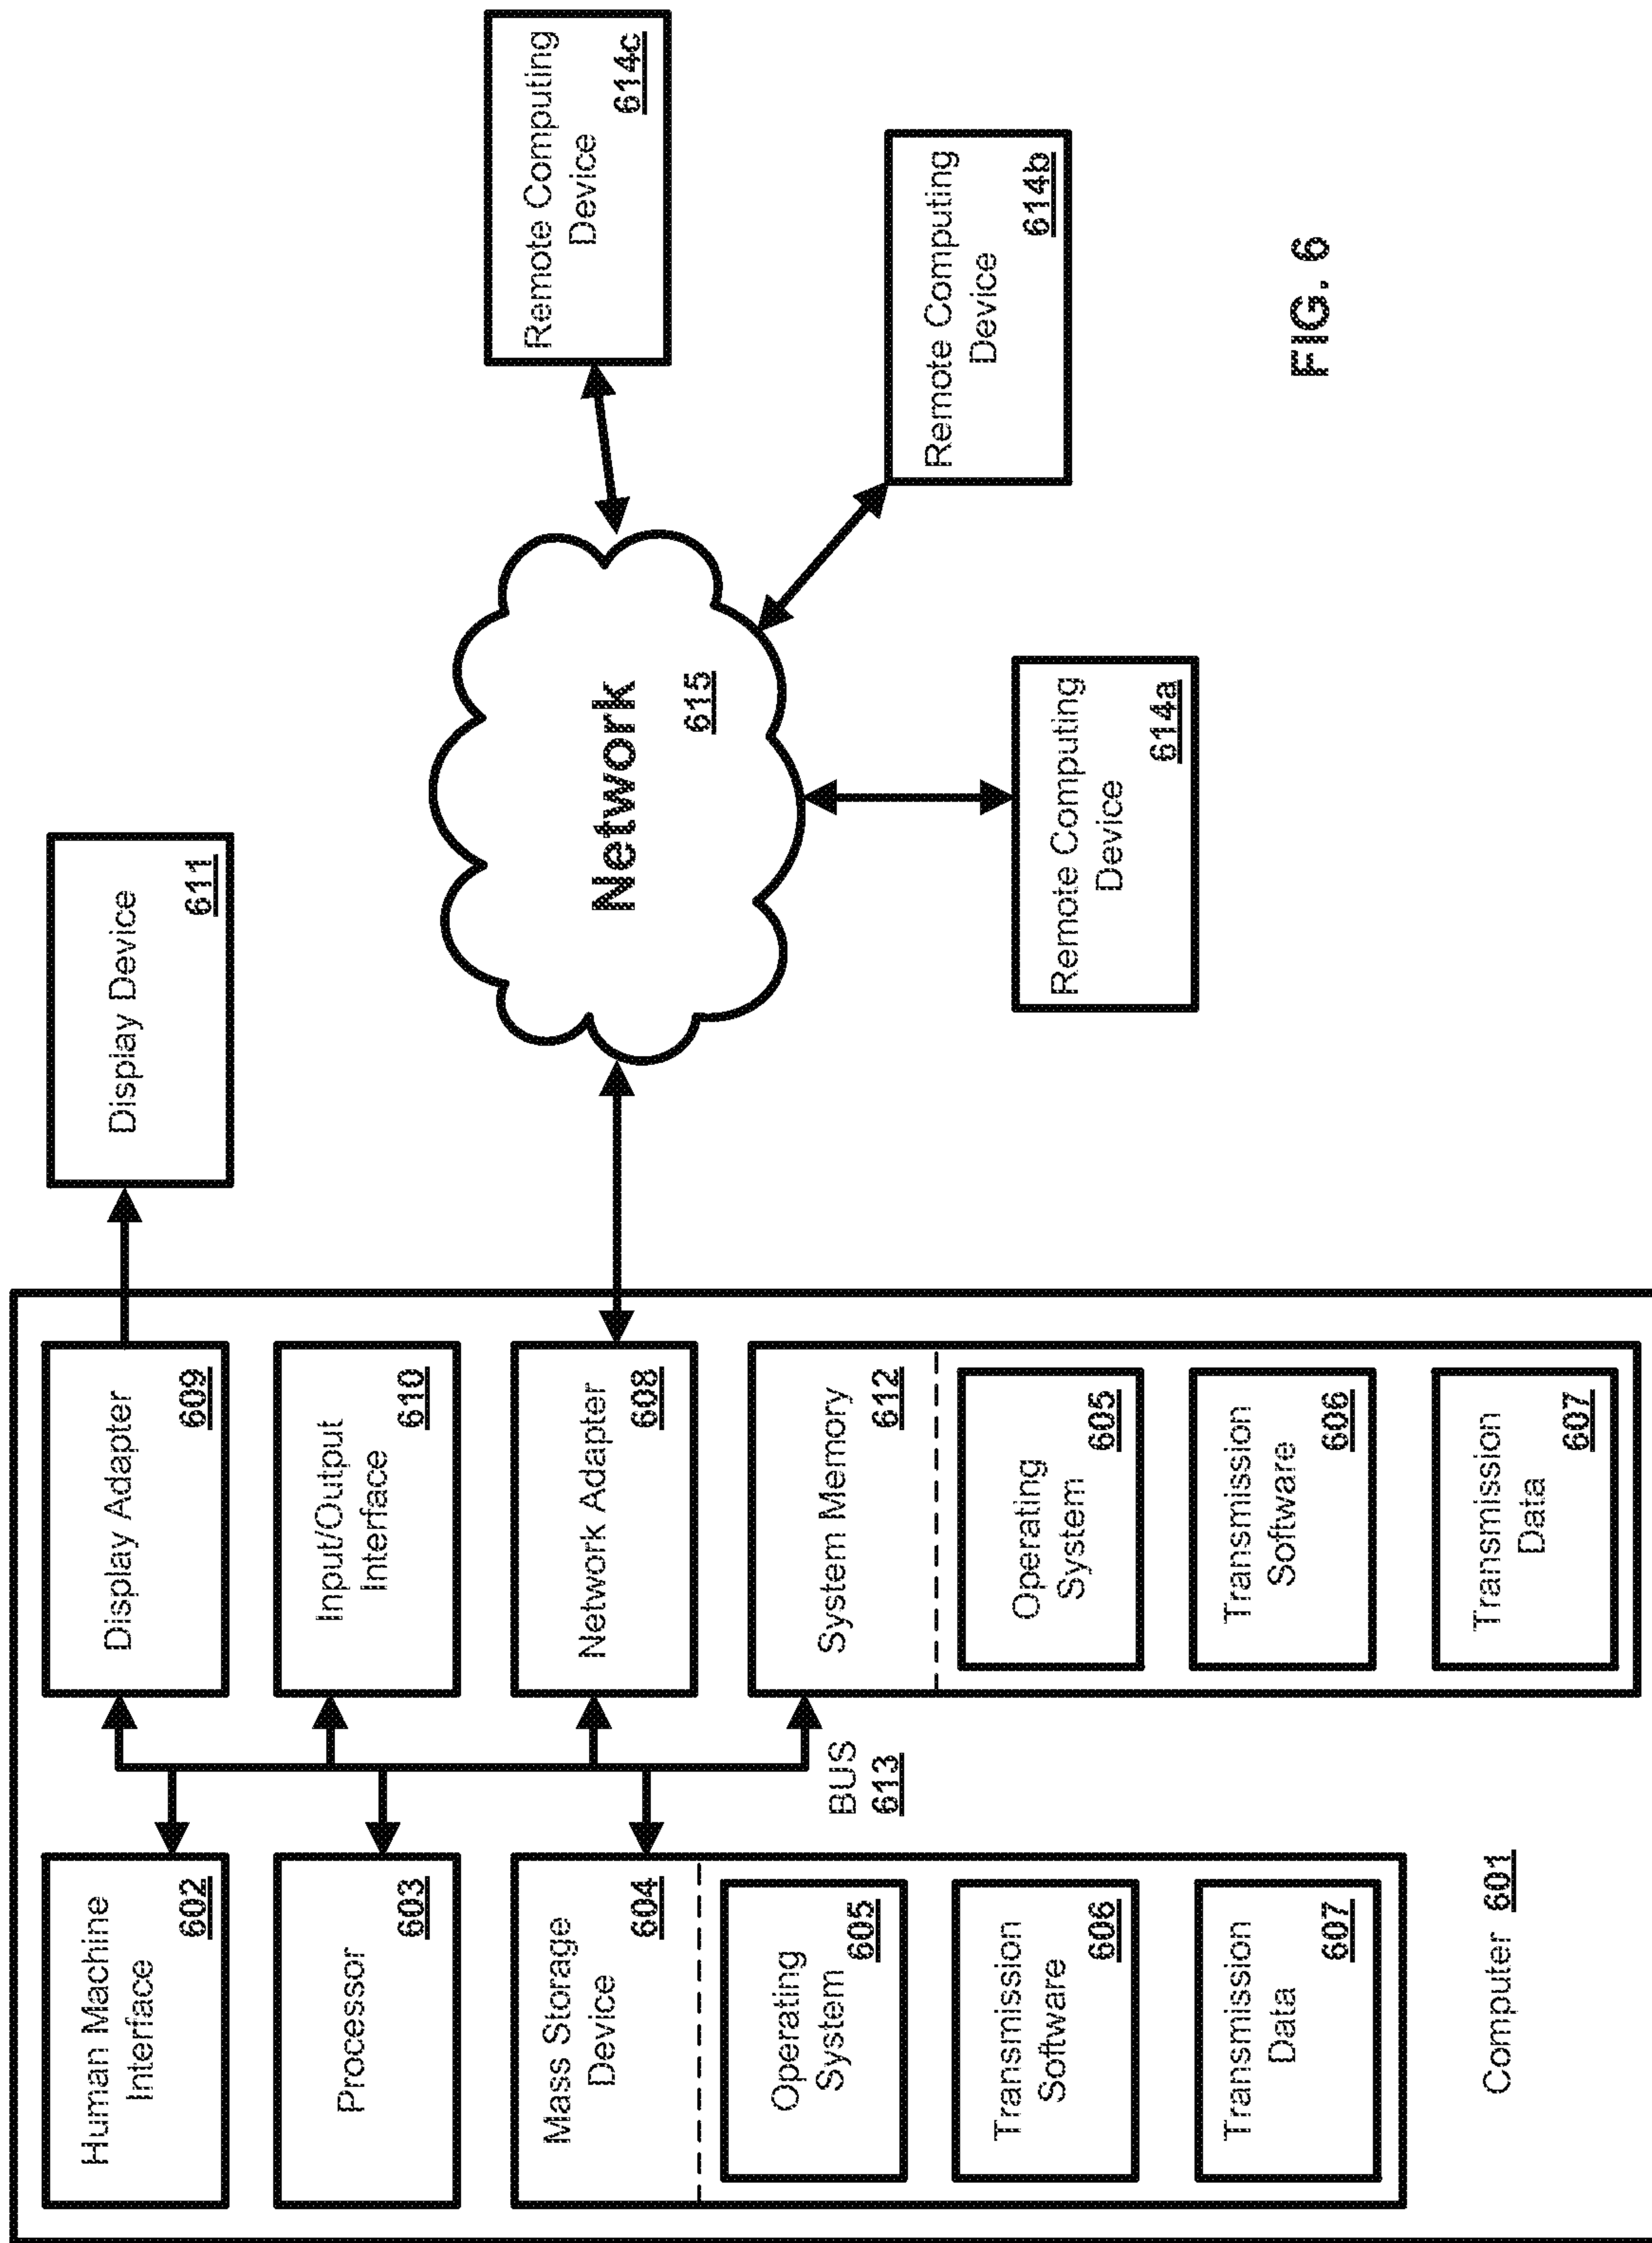 Human Machine
Interface
602
Processor
603
Mass Storage
Device
604
Operating
System
605
Transmission
Software
606
Transmission
Data
607
Computer 601
BUS
613
Display Adapter
609
Input/Output
Interface
610
Network Adapter
608
System Memory
612
Operating
System
605
Transmission
Software
606
Transmission
Data
607
Display Device
611
Network
615
Remote Computing
Device
614a
Remote Computing
Device
614b
Remote Computing
Device
614c
FIG. 6